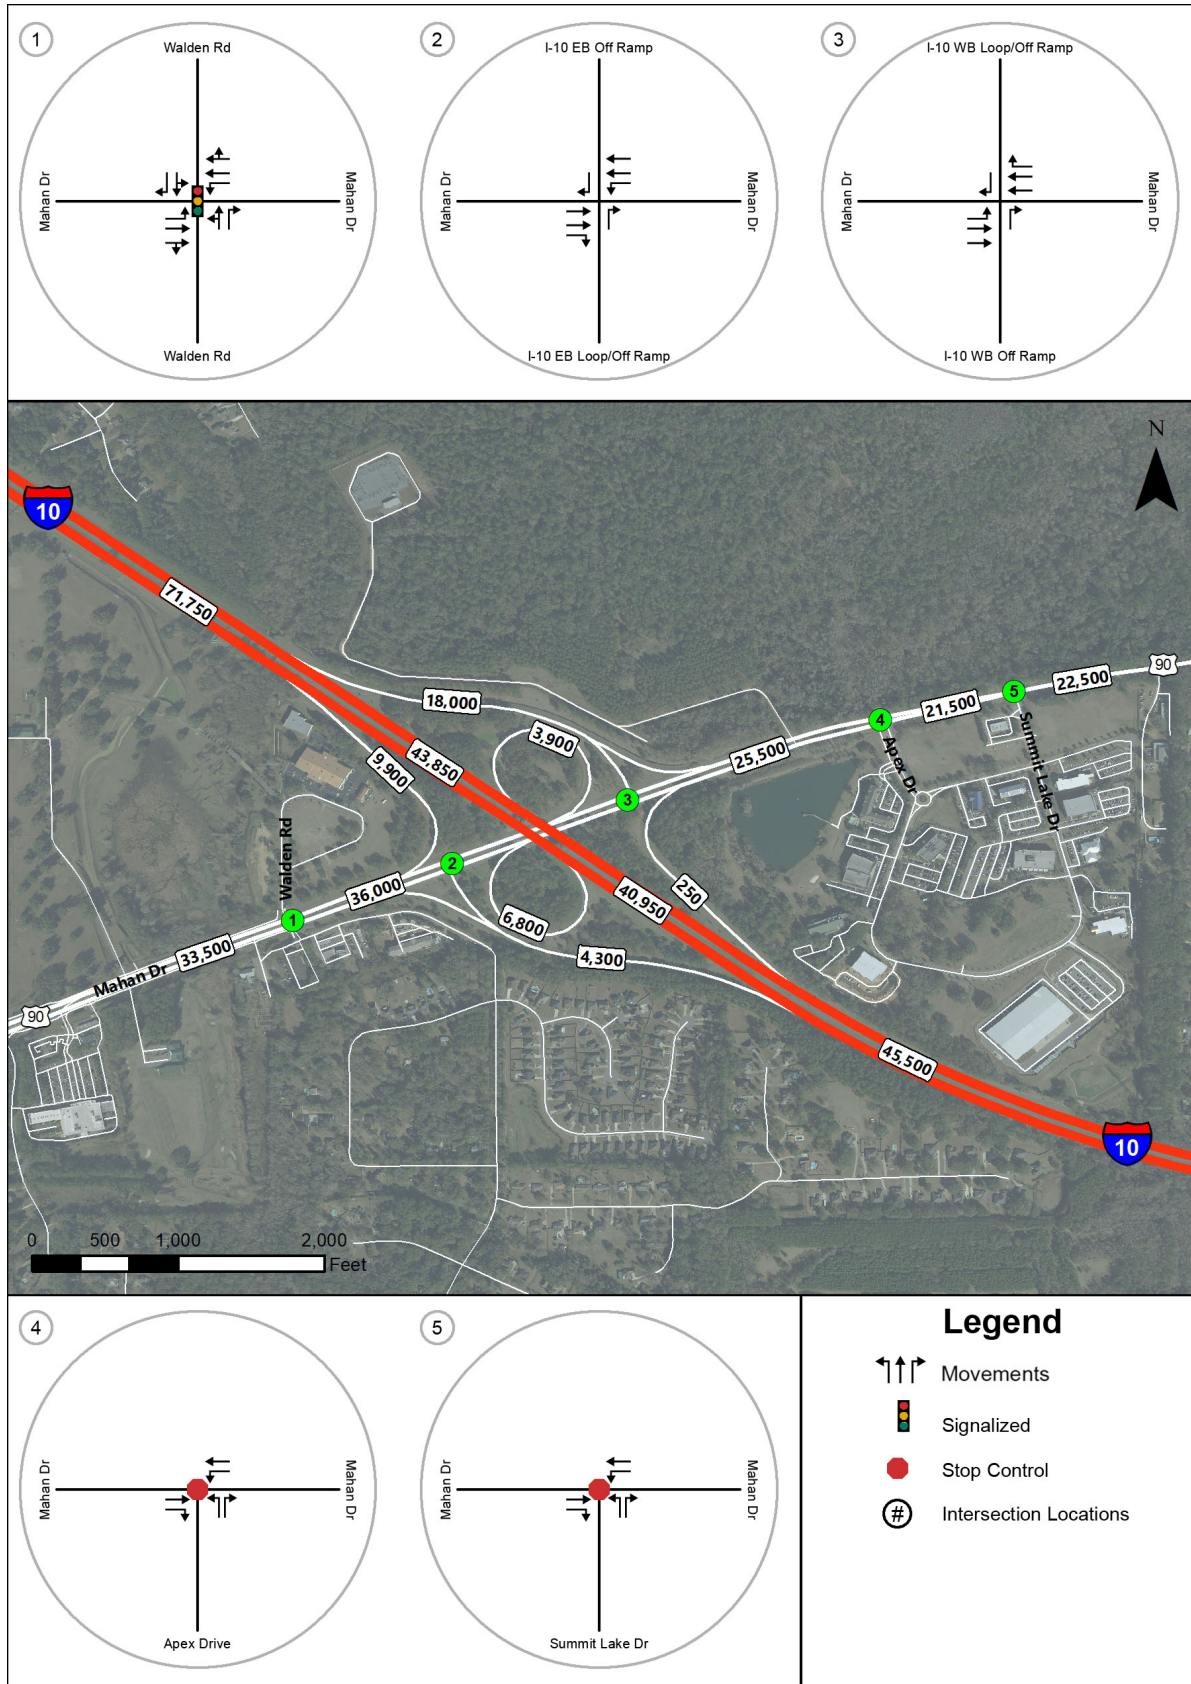 1
Walden Rd
Mahan Dr
Mahan Dr
Walden Rd
2
I-10 EB Off Ramp
Mahan Dr
Mahan Dr
I-10 EB Loop/Off Ramp
3
I-10 WB Loop/Off Ramp
Mahan Dr
Mahan Dr
I-10 WB Off Ramp
N
10
71,750
90
22,500
5
21,500
4
18,000
3,900
25,500
43,850
9,900
Apex Dr
Summit Lake Dr
3
2
Walden Rd
36,000
250
40,950
1
6,800
33,500
4,300
Mahan Dr
90
45,500
10
0 500 1,000 2,000
Feet
4
Mahan Dr
Mahan Dr
Apex Drive
5
Mahan Dr
Mahan Dr
Summit Lake Dr
Legend
Movements
Signalized
Stop Control
# Intersection Locations